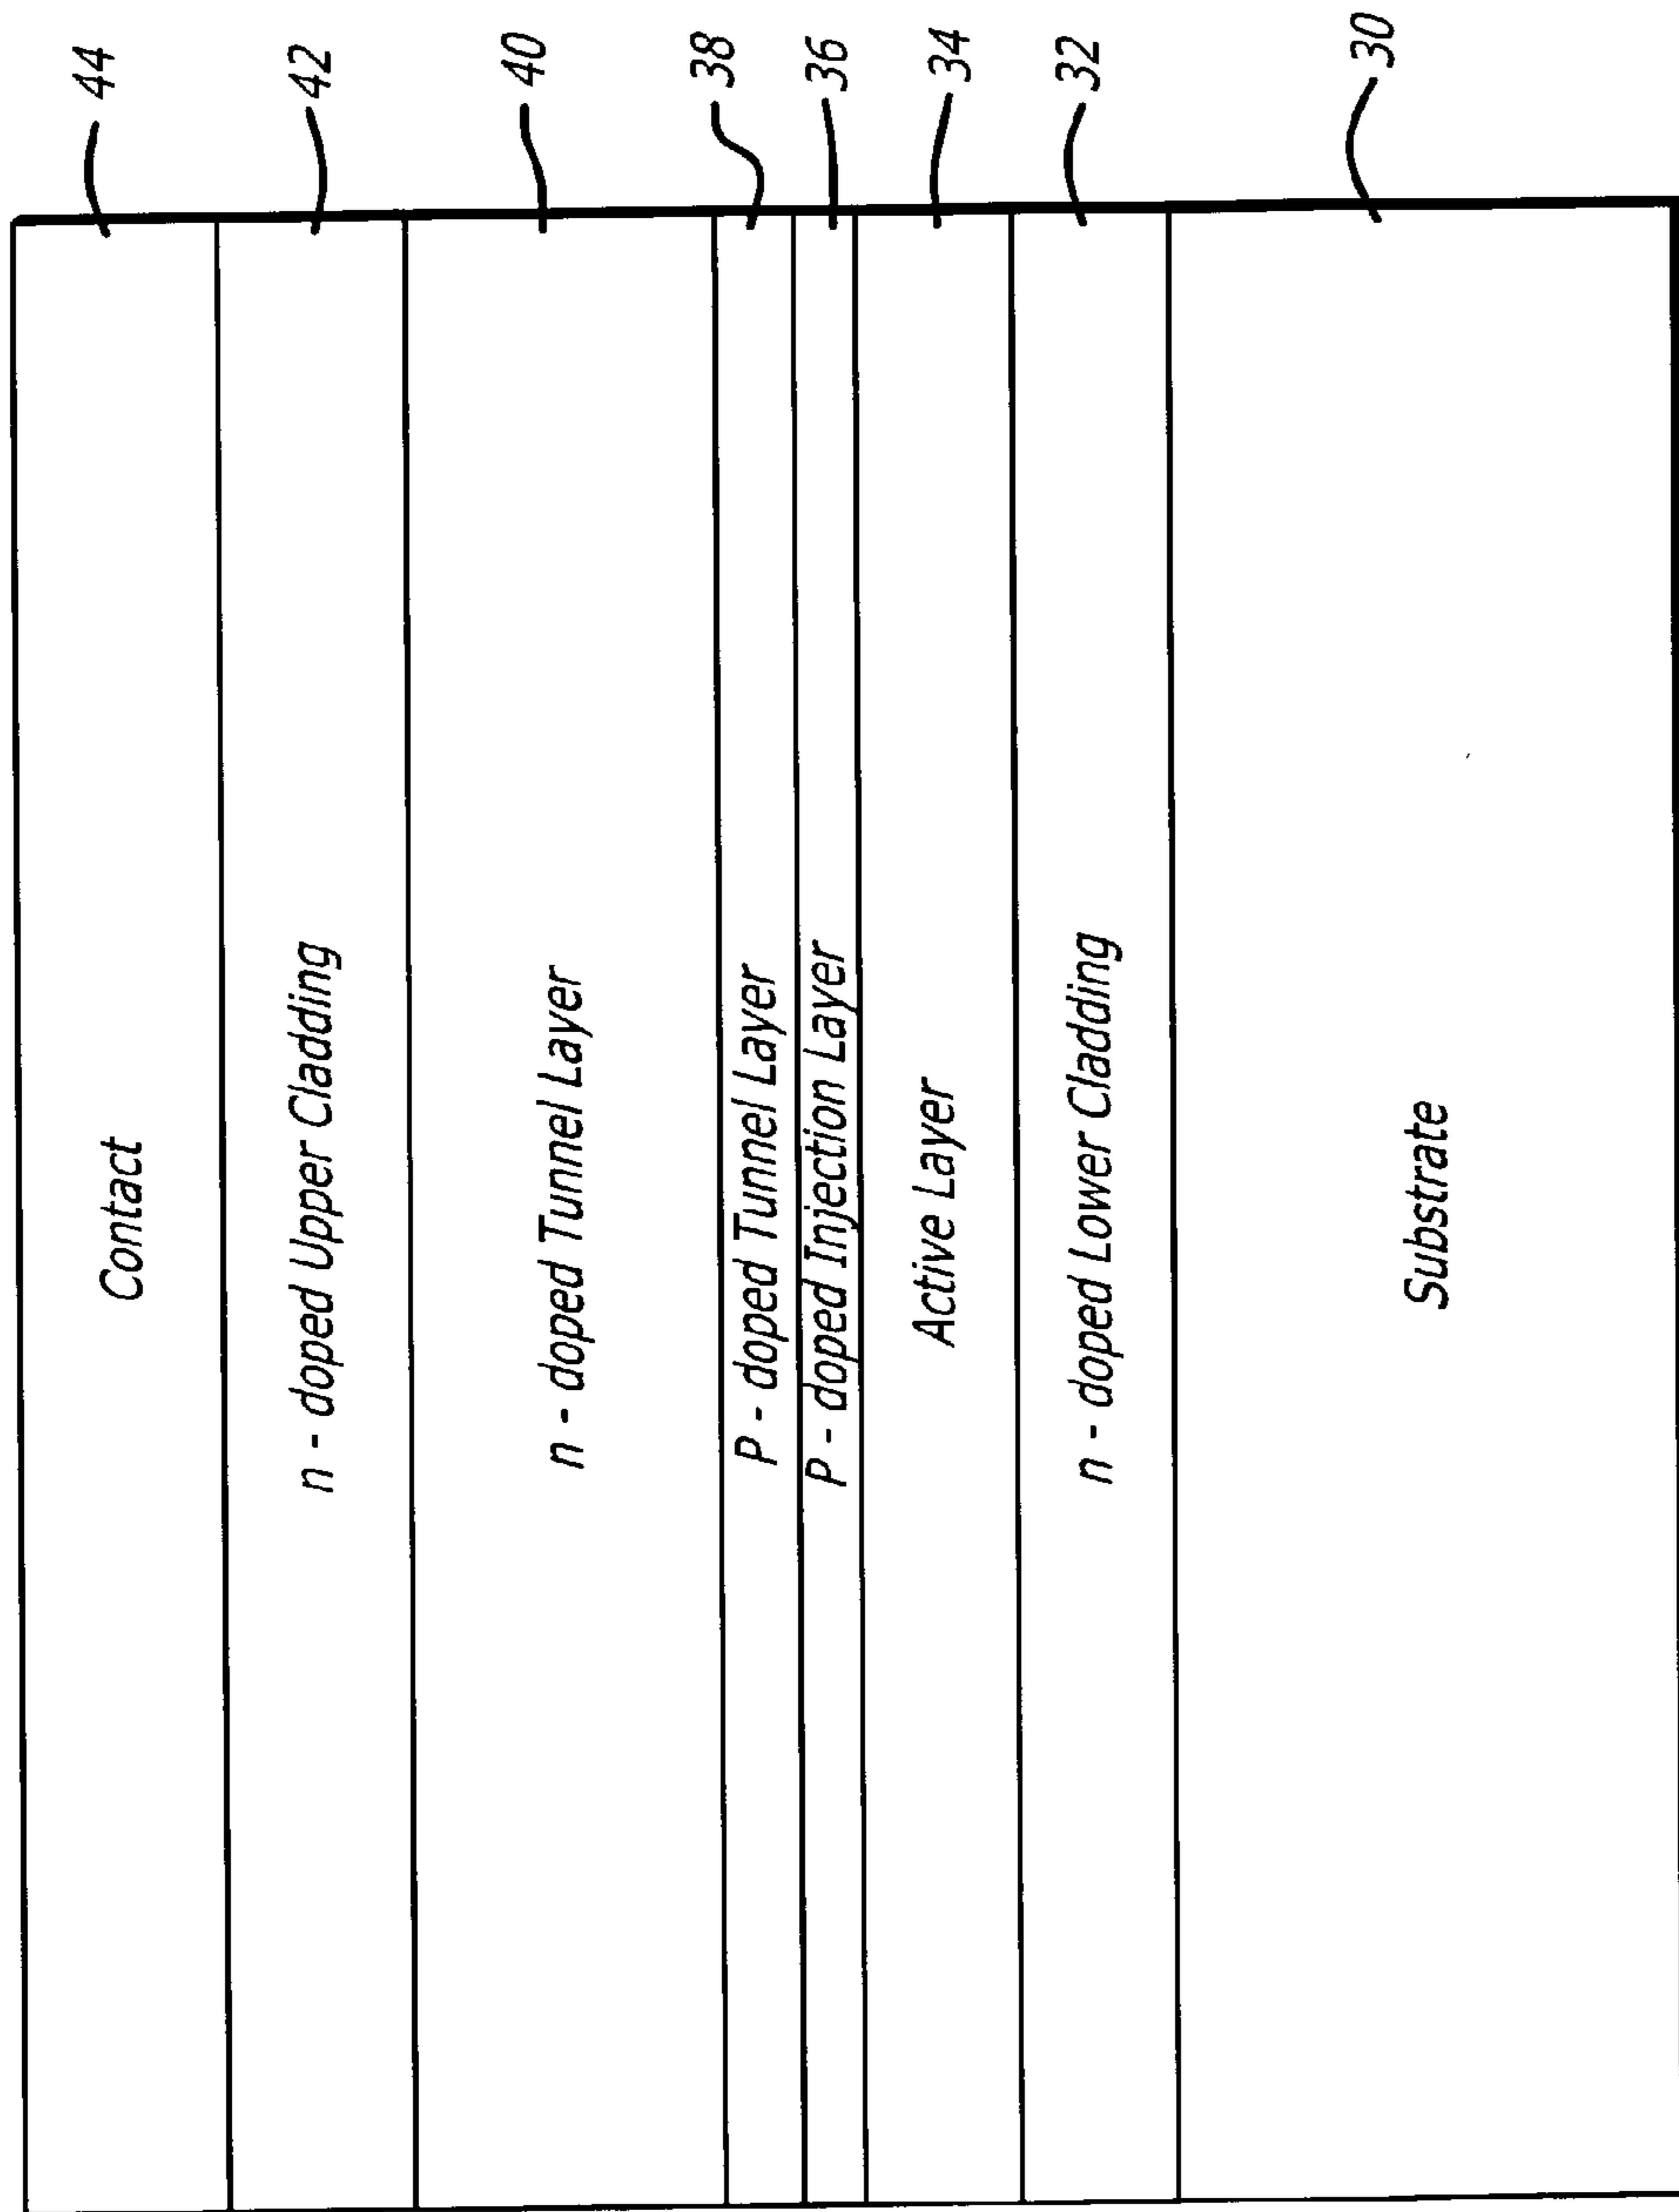 Contact
44
n - doped Upper Cladding
42
n - doped Tunnel Layer
40
P - doped Tunnel Layer
38
P - doped Injection Layer
36
Active Layer
34
n - doped Lower Cladding
32
Substrate
30